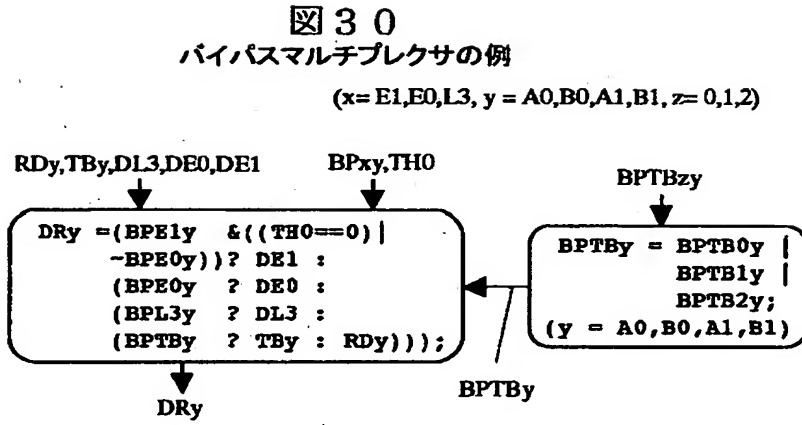 図30
バイパスマルチプレクサの例
(x= E1,E0,L3, y = A0,B0,A1,B1, z= 0,1,2)
RDy,TBy,DL3,DE0,DE1
BPxy,TH0
BPTBzy
DRy =(BPE1y &((TH0==0)|
~BPE0y))? DE1 :
(BPE0y ? DE0 :
(BPL3y ? DL3 :
(BPTBy ? TBy : RDy)));
BPTBy = BPTB0y |
BPTB1y |
BPTB2y;
(y = A0,B0,A1,B1)
BPTBy
DRy